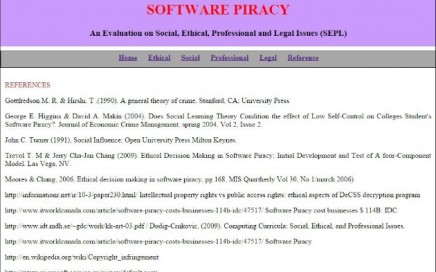 SOFTWARE PIRACY
An Evaluation on Social, Ethical, Professional and Legal Issues (SEPL)
Home Ethical Social Professional Legal Reference
REFERENCES
Gottfredson M. R. & Hirshi. T .(1990). A general theory of crime. Stanford, CA: University Press
George E. Higgins & David A. Makin (2004). Does Social Learning Theory Condition the effect of Low Self-Control on Colleges Student's
Software Piracy?. Journal of Economic Crime Management, spring 2004, Vol 2, Issue 2.
John C. Turner (1991), Social Influence; Open University Press Milton Keynes.
Trevol T. M & Jerry Cha-Jan Chang (2009). Ethical Decision Making in Software Piracy: Initial Development and Test of A four-Component
Model. Las Vegas, NV.
Moores & Chang, 2006, Ethical decision making in software piracy, pg 168, MIS Quartherly Vol 30, No 1/march 2006)
http://informationr.net/ir/10-3/paper230.html/ Intellectual property rights vs public access rights: ethical aspects of DeCSS decryption program
http://www.itworldcanada.com/article/software-piracy-costs-businesses-114b-idc/47517/ Software Piracy cost businesses $ 114B: IDC
http://www.idt.mdh.se/~gdc/work/kk-art-03.pdf / Dodig-Crnkovic, (2009). Computing Curricula: Social, Ethical, and Professional Issues.
http://www.itworldcanada.com/article/software-piracy-costs-businesses-114b-idc/47517/ Software Piracy
http://en.wikipedia.org/wiki/Copyright_infringement